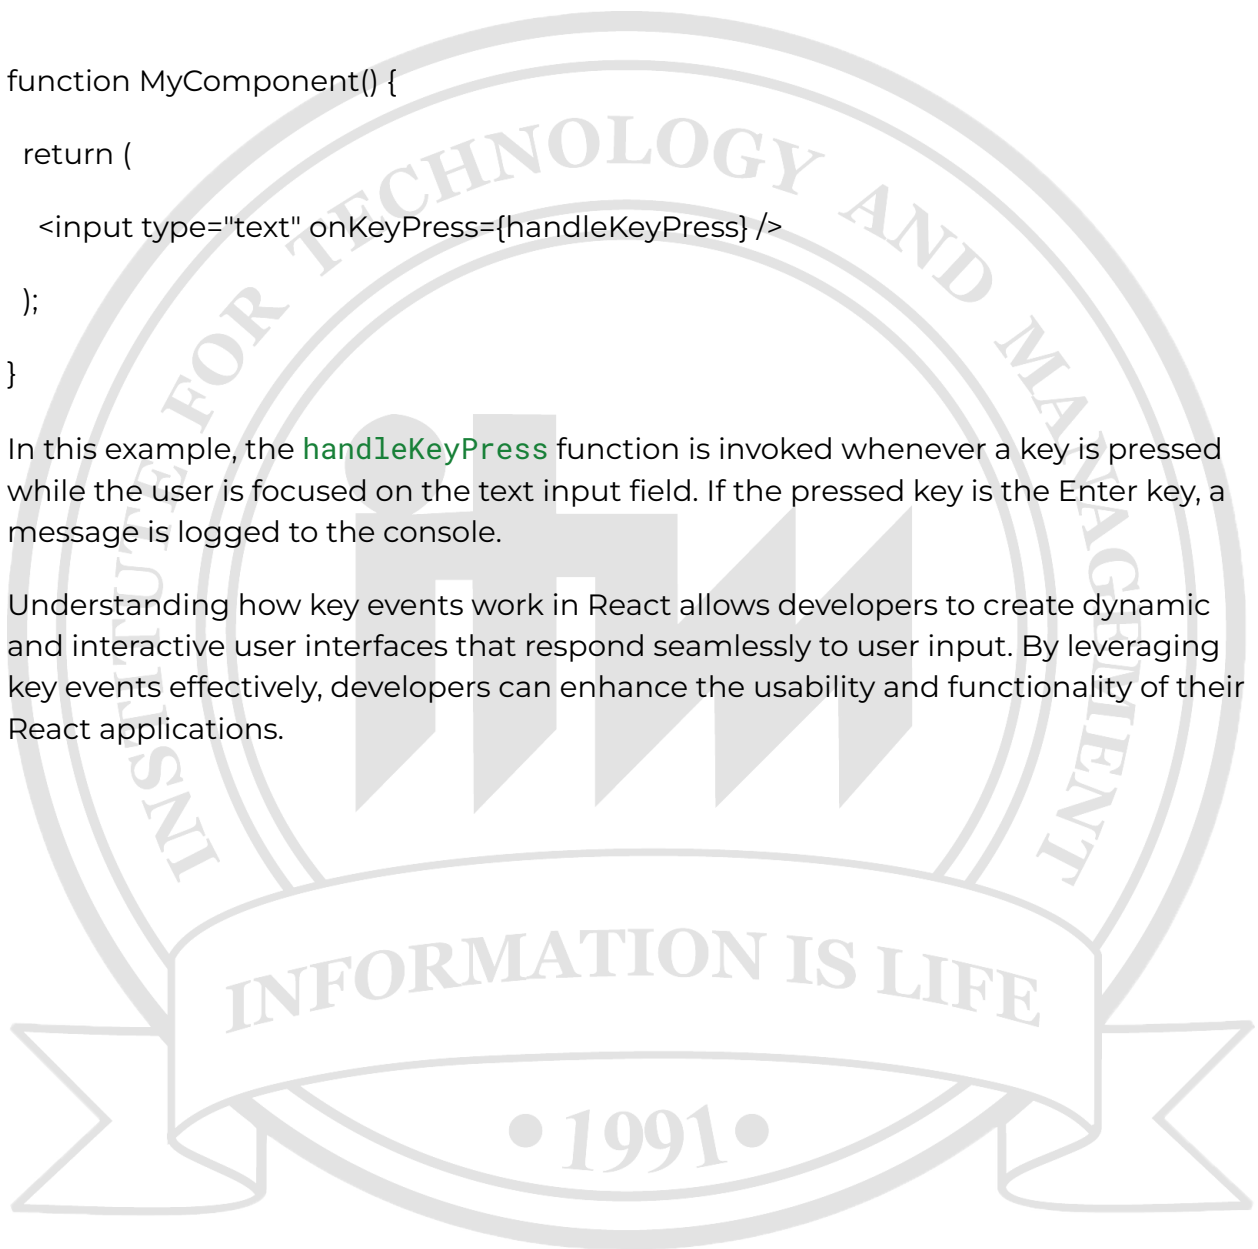 function MyComponent() {
return (
<input type="text" onKeyPress={handleKeyPress} />
);
}
In this example, the handleKeyPress function is invoked whenever a key is pressed
while the user is focused on the text input field. If the pressed key is the Enter key, a
message is logged to the console.
Understanding how key events work in React allows developers to create dynamic
and interactive user interfaces that respond seamlessly to user input. By leveraging
key events effectively, developers can enhance the usability and functionality of their
React applications.
INSTITUTE FOR TECHNOLOGY AND MANAGEMENT
itm
INFORMATION IS LIFE
• 1991 •